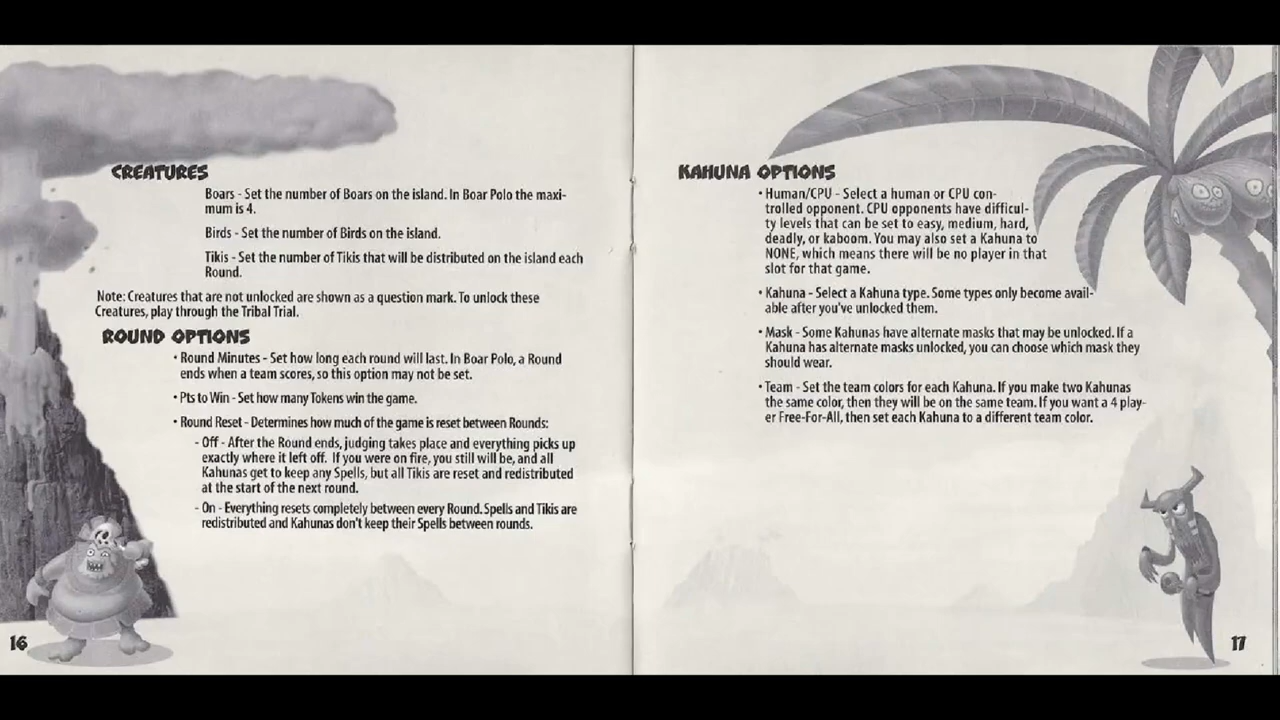 CREATURES
Boars - Set the number of Boars on the island. In Boar Polo the maxi-
mum is 4.
Birds - Set the number of Birds on the island.
Tikis - Set the number of Tikis that will be distributed on the island each
Round.
Note: Creatures that are not unlocked are shown as a question mark. To unlock these
Creatures, play through the Tribal Trial.
ROUND OPTIONS
• Round Minutes - Set how long each round will last. In Boar Polo, a Round
ends when a team scores, so this option may not be set.
• Pts to Win - Set how many Tokens win the game.
• Round Reset - Determines how much of the game is reset between Rounds:
- Off - After the Round ends, judging takes place and everything picks up
exactly where it left off. If you were on fire, you still will be, and all
Kahunas get to keep any Spells, but all Tikis are reset and redistributed
at the start of the next round.
- On - Everything resets completely between every Round. Spells and Tikis are
redistributed and Kahunas don't keep their Spells between rounds.
16
KAHUNA OPTIONS
• Human/CPU - Select a human or CPU con-
trolled opponent. CPU opponents have difficul-
ty levels that can be set to easy, medium, hard,
deadly, or kaboom. You may also set a Kahuna to
NONE, which means there will be no player in that
slot for that game.
• Kahuna - Select a Kahuna type. Some types only become avail-
able after you've unlocked them.
• Mask - Some Kahunas have alternate masks that may be unlocked. If a
Kahuna has alternate masks unlocked, you can choose which mask they
should wear.
• Team - Set the team colors for each Kahuna. If you make two Kahunas
the same color, then they will be on the same team. If you want a 4 play-
er Free-For-All, then set each Kahuna to a different team color.
17